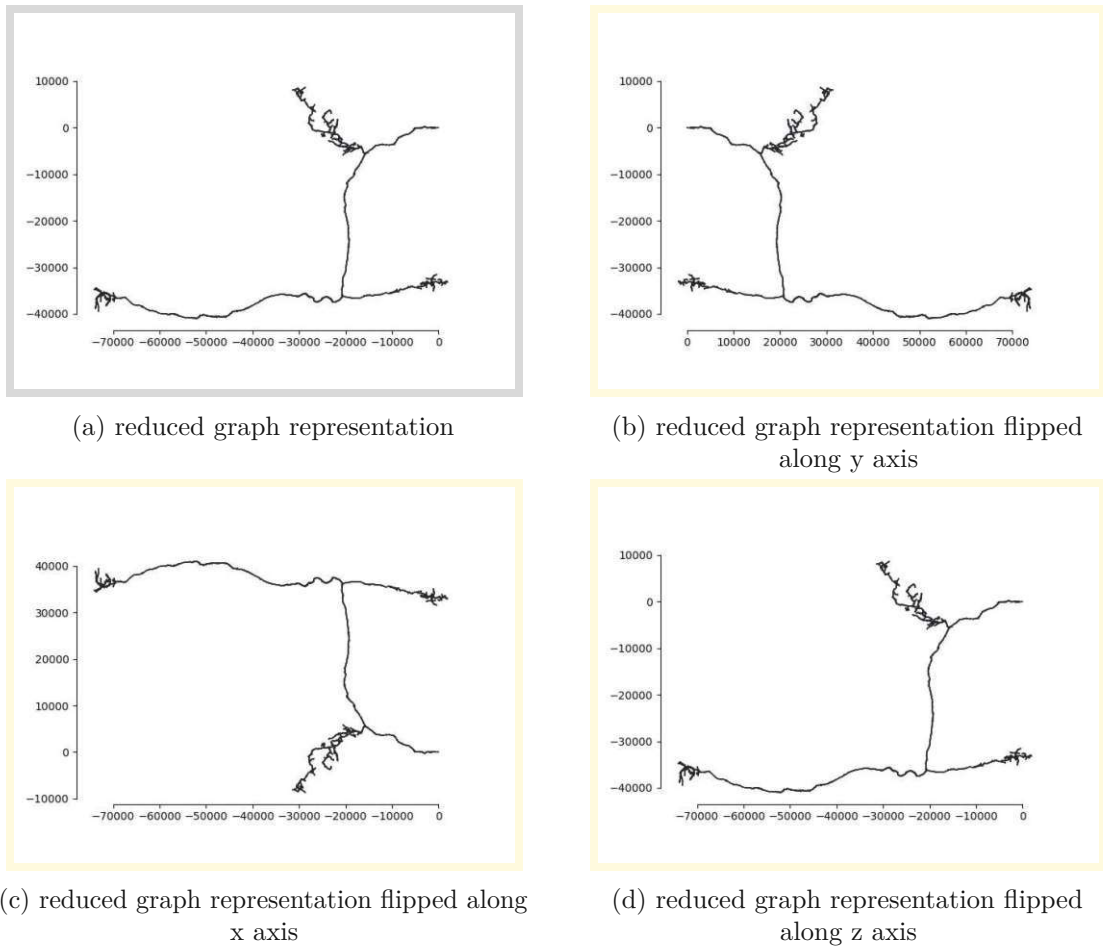 10000
0
−10000
−20000
−30000
−40000
−70000 −60000 −50000 −40000 −30000 −20000 −10000 0
(a) reduced graph representation
10000
0
−10000
−20000
−30000
−40000
0 10000 20000 30000 40000 50000 60000 70000
(b) reduced graph representation flipped
along y axis
40000
30000
20000
10000
0
−10000
−70000 −60000 −50000 −40000 −30000 −20000 −10000 0
(c) reduced graph representation flipped along
x axis
10000
0
−10000
−20000
−30000
−40000
−70000 −60000 −50000 −40000 −30000 −20000 −10000 0
(d) reduced graph representation flipped
along z axis